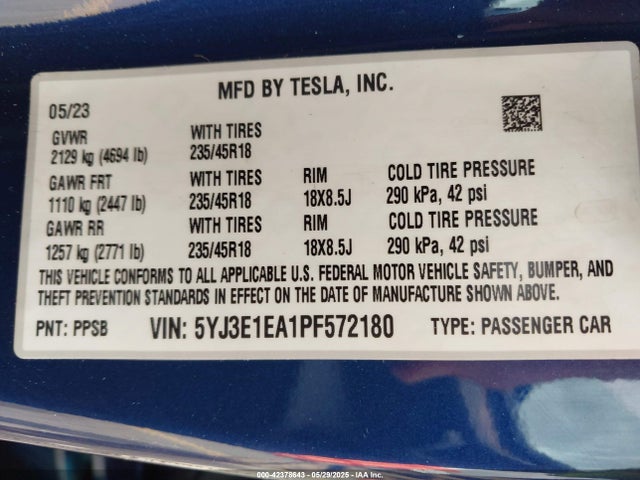 MFD BY TESLA, INC.
05/23
GVWR WITH TIRES
2129 kg (4694 lb) 235/45R18
GAWR FRT WITH TIRES RIM COLD TIRE PRESSURE
1110 kg (2447 lb) 235/45R18 18X8.5J 290 kPa, 42 psi
GAWR RR WITH TIRES RIM COLD TIRE PRESSURE
1257 kg (2771 lb) 235/45R18 18X8.5J 290 kPa, 42 psi
THIS VEHICLE CONFORMS TO ALL APPLICABLE U.S. FEDERAL MOTOR VEHICLE SAFETY, BUMPER, AND
THEFT PREVENTION STANDARDS IN EFFECT ON THE DATE OF MANUFACTURE SHOWN ABOVE.
PNT: PPSB VIN: 5YJ3E1EA1PF572180 TYPE: PASSENGER CAR
000-42378643 - 05/29/2025 - IAA Inc.